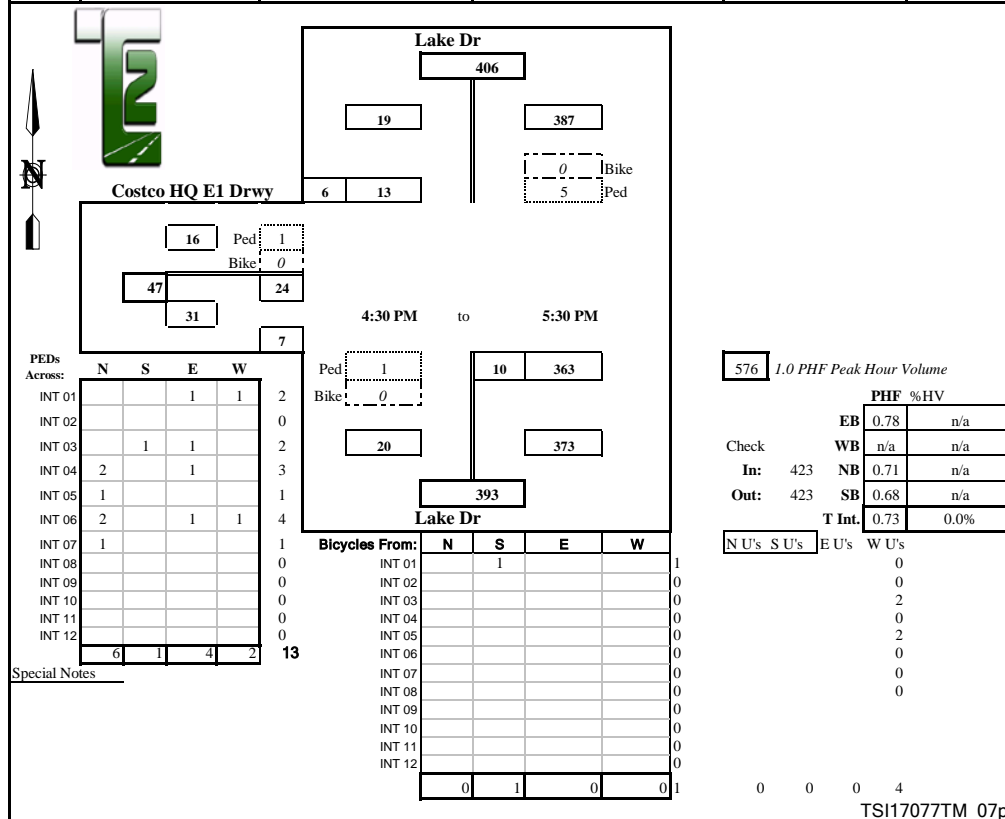 T2
N
Lake Dr
406
19 387
0 Bike
5 Ped
Costco HQ E1 Drwy
6 13
16 Ped 1
Bike 0
47 24
31
7
4:30 PM to 5:30 PM
Ped 1 10 363
Bike 0
20 373
393
Lake Dr
576 1.0 PHF Peak Hour Volume
PHF %HV
EB 0.78 n/a
Check WB n/a n/a
In: 423 NB 0.71 n/a
Out: 423 SB 0.68 n/a
T Int. 0.73 0.0%
PEDs Across: N S E W
INT 01 1 1 2
INT 02 0
INT 03 1 1 2
INT 04 2 1 3
INT 05 1 1
INT 06 2 1 1 4
INT 07 1 1
INT 08 0
INT 09 0
INT 10 0
INT 11 0
INT 12 0
6 1 4 2 13
Special Notes
Bicycles From: N S E W
INT 01 1 1
INT 02 0
INT 03 0
INT 04 0
INT 05 0
INT 06 0
INT 07 0
INT 08 0
INT 09 0
INT 10 0
INT 11 0
INT 12 0
0 1 0 0 1
N U's S U's E U's W U's
0
0
2
0
2
0
0
0
0 0 0 4
TSI17077TM_07p